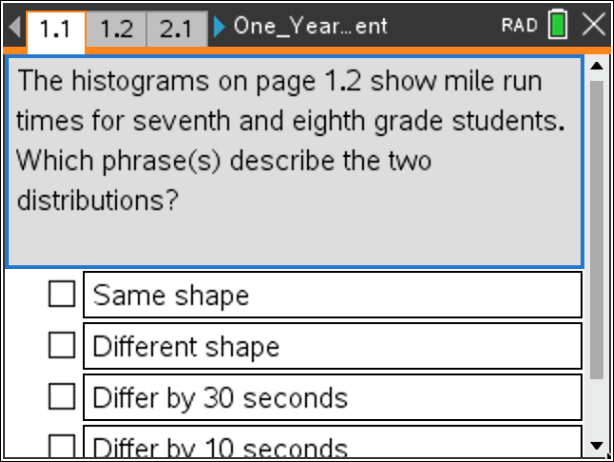 1.1 1.2 2.1 One_Year...ent RAD
The histograms on page 1.2 show mile run
times for seventh and eighth grade students.
Which phrase(s) describe the two
distributions?
Same shape
Different shape
Differ by 30 seconds
Differ by 10 seconds